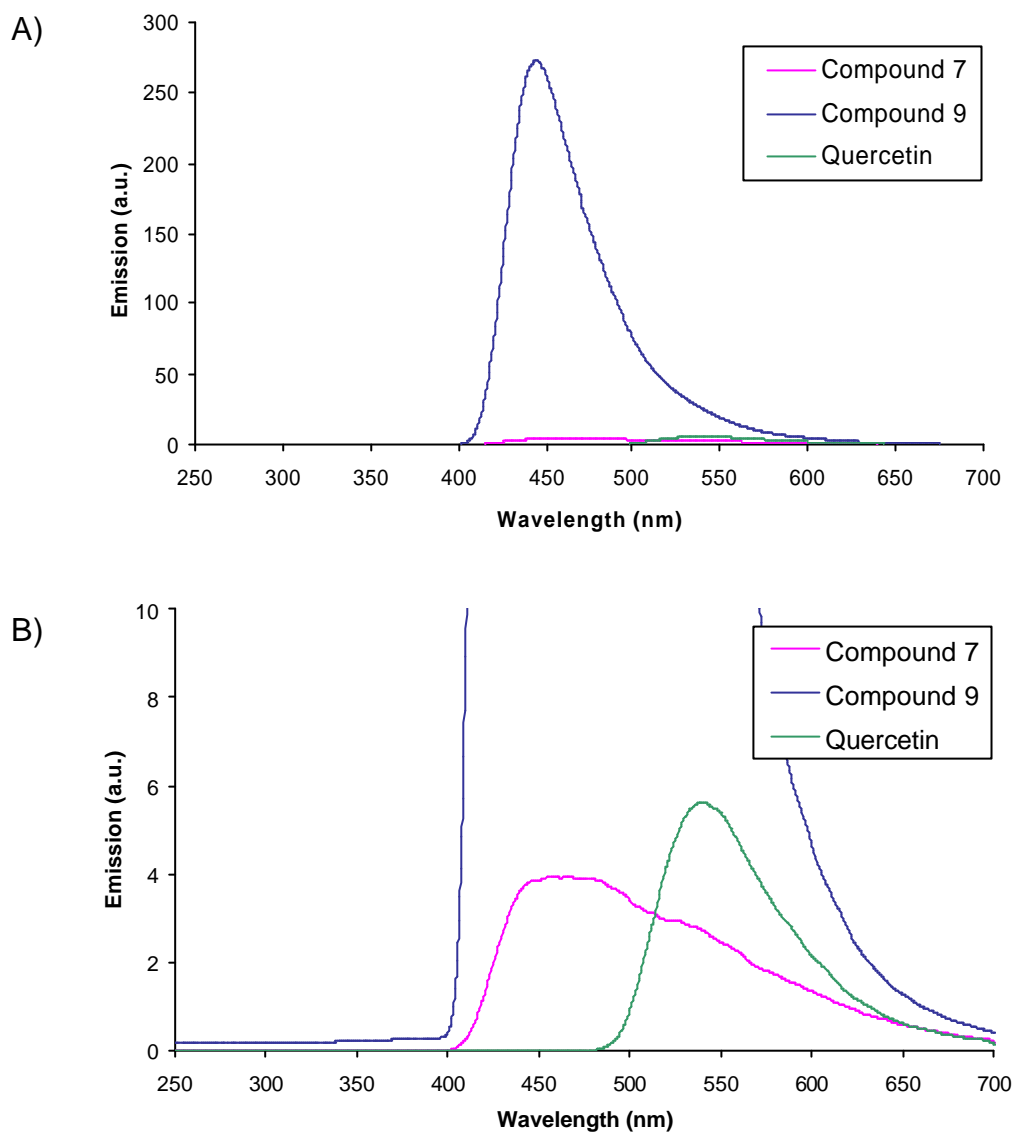 A)
Emission (a.u.)
300
250
200
150
100
50
0
250 300 350 400 450 500 550 600 650 700
Wavelength (nm)
Compound 7
Compound 9
Quercetin
B)
Emission (a.u.)
10
8
6
4
2
0
250 300 350 400 450 500 550 600 650 700
Wavelength (nm)
Compound 7
Compound 9
Quercetin